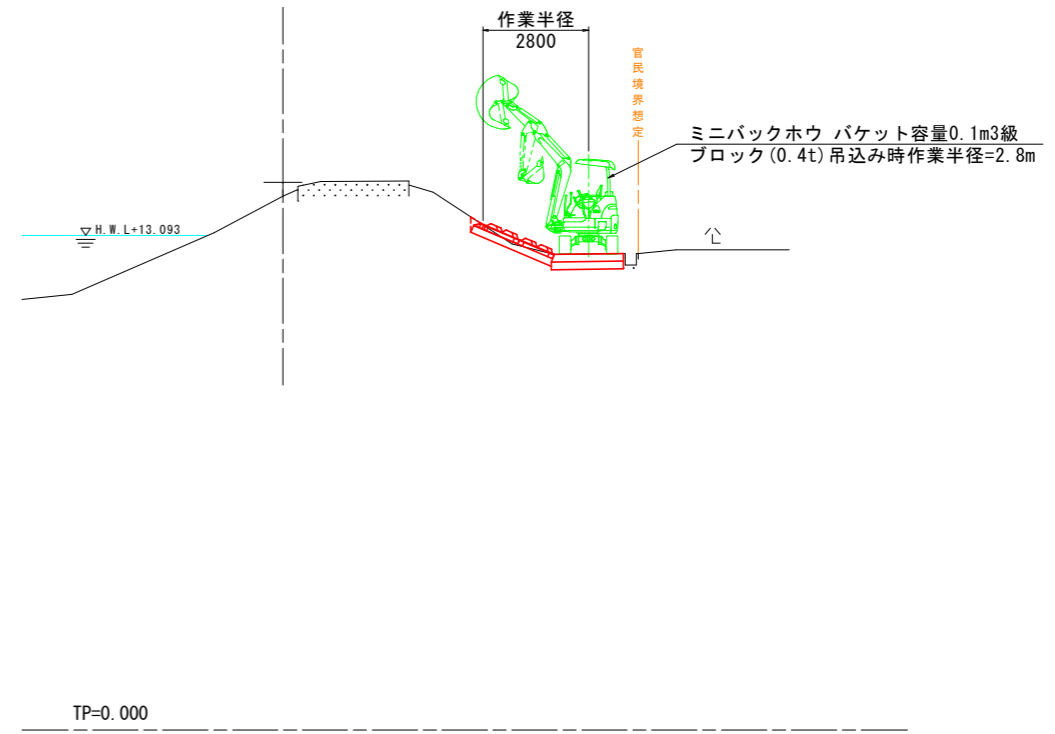 作業半径
2800
官民境界想定
ミニバックホウ バケット容量0.1m3級
ブロック(0.4t)吊込み時作業半径=2.8m
H.W.L+13.093
TP=0.000